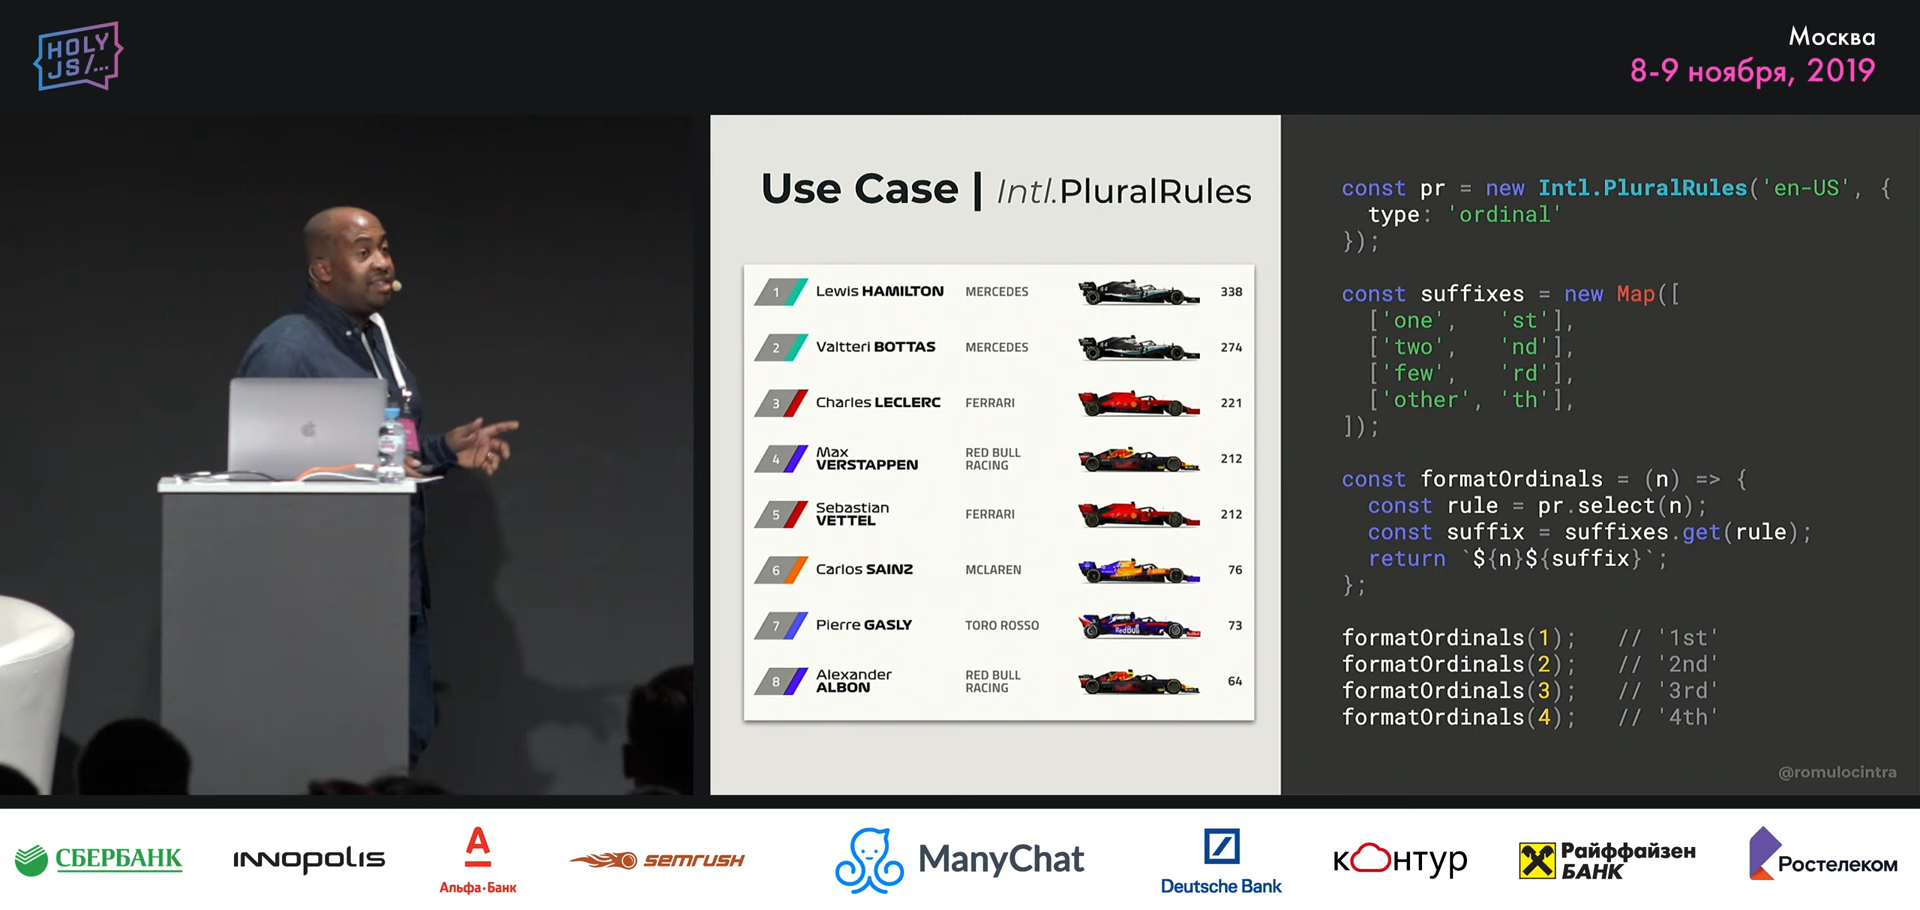 HOLY
JS/...
Москва
8-9 ноября, 2019
Use Case | Intl.PluralRules
1 Lewis HAMILTON MERCEDES 338
2 Valtteri BOTTAS MERCEDES 274
3 Charles LECLERC FERRARI 221
4 Max VERSTAPPEN RED BULL RACING 212
5 Sebastian VETTEL FERRARI 212
6 Carlos SAINZ MCLAREN 76
7 Pierre GASLY TORO ROSSO 73
RedBull
8 Alexander ALBON RED BULL RACING 64
const pr = new Intl.PluralRules('en-US', {
  type: 'ordinal'
});
const suffixes = new Map([
  ['one',   'st'],
  ['two',   'nd'],
  ['few',   'rd'],
  ['other', 'th'],
]);
const formatOrdinals = (n) => {
  const rule = pr.select(n);
  const suffix = suffixes.get(rule);
  return `${n}${suffix}`;
};
formatOrdinals(1);   // '1st'
formatOrdinals(2);   // '2nd'
formatOrdinals(3);   // '3rd'
formatOrdinals(4);   // '4th'
@romulocintra
СБЕРБАНК
INNOPOLIS
Альфа·Банк
SEMRUSH
ManyChat
Deutsche Bank
контур
Райффайзен
БАНК
Ростелеком